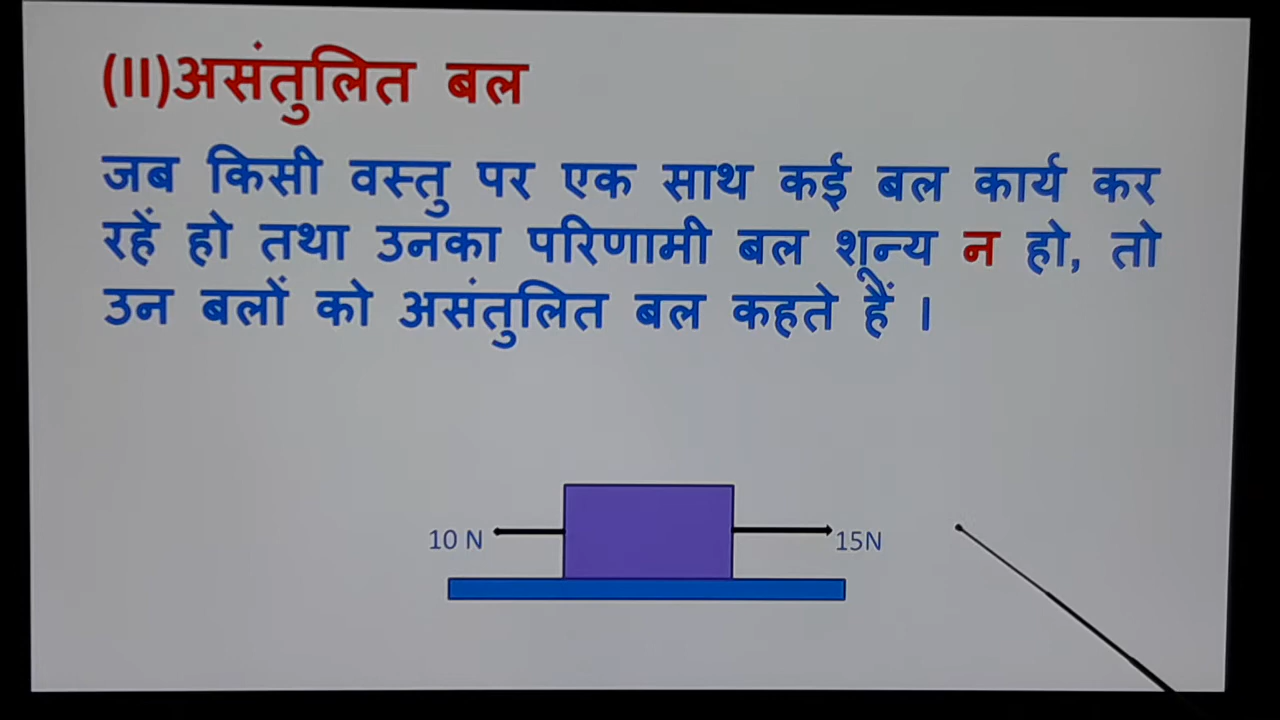 (II)असंतुलित बल
जब किसी वस्तु पर एक साथ कई बल कार्य कर
रहें हो तथा उनका परिणामी बल शून्य न हो, तो
उन बलों को असंतुलित बल कहते हैं ।
10 N
15N